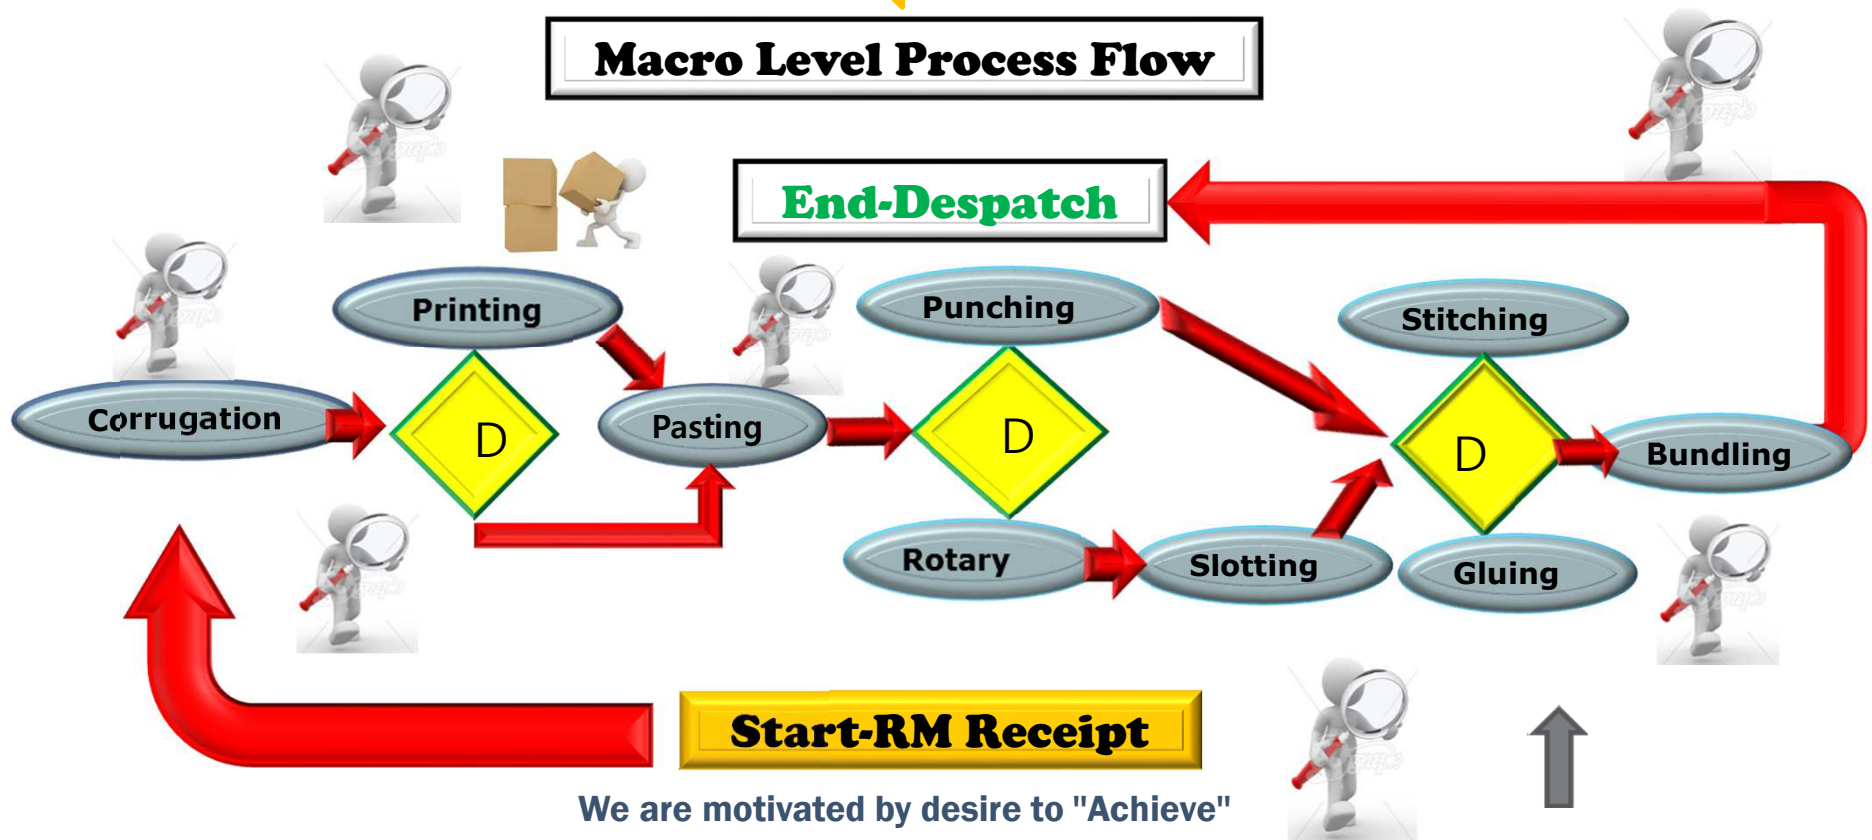 Macro Level Process Flow
End-Despatch
Printing
Punching
Stitching
Corrugation
D
Pasting
D
D
Bundling
Rotary
Slotting
Gluing
Start-RM Receipt
We are motivated by desire to "Achieve"